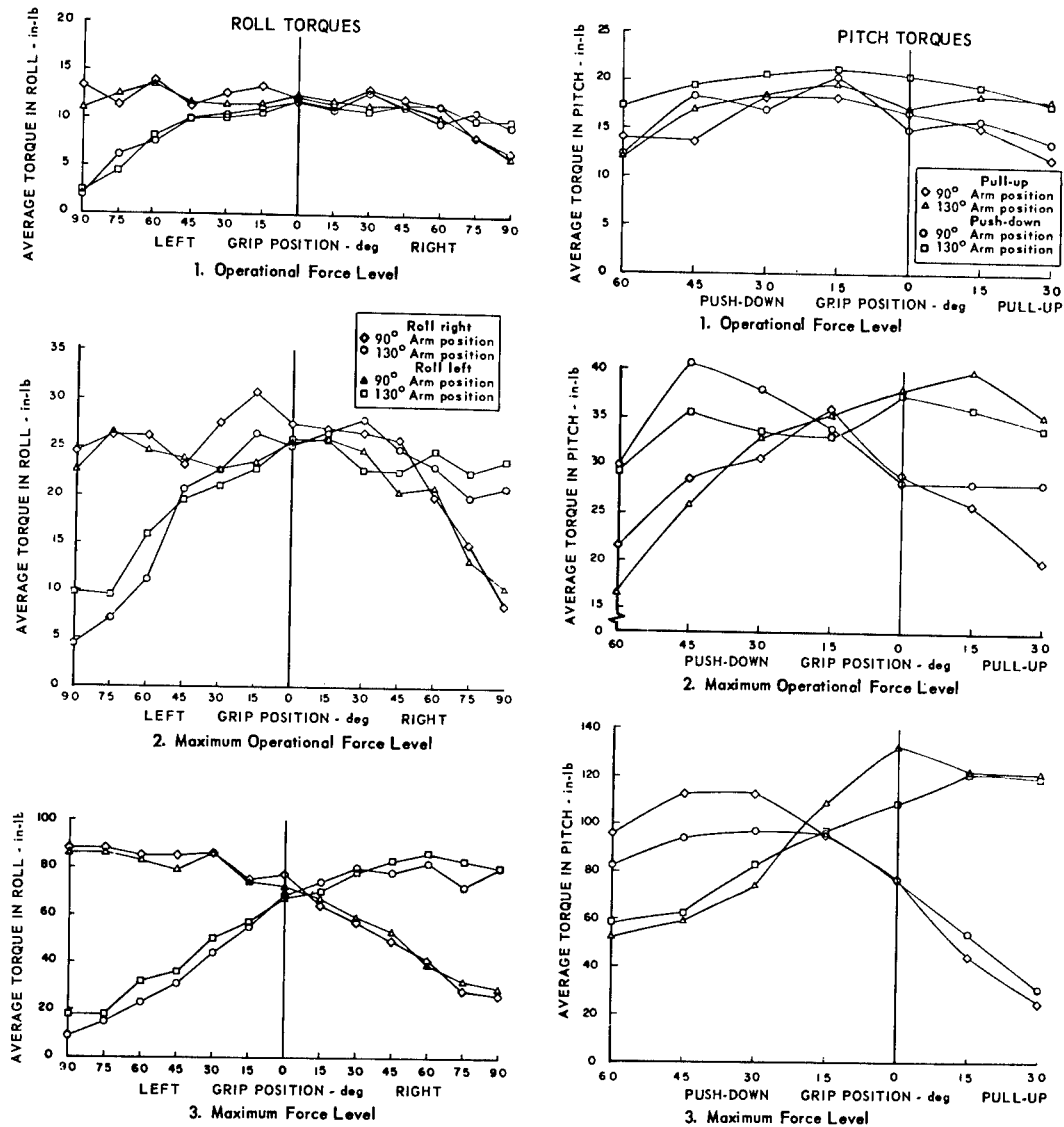 ROLL TORQUES
AVERAGE TORQUE IN ROLL - in-lb
20
15
10
5
0
90 75 60 45 30 15 0 15 30 45 60 75 90
LEFT GRIP POSITION - deg RIGHT
1. Operational Force Level
PITCH TORQUES
AVERAGE TORQUE IN PITCH - in-lb
25
20
15
10
5
0
Pull-up
90° Arm position
130° Arm position
Push-down
90° Arm position
130° Arm position
60 45 30 15 0 15 30
PUSH-DOWN GRIP POSITION - deg PULL-UP
1. Operational Force Level
AVERAGE TORQUE IN ROLL - in-lb
35
30
25
20
15
10
5
0
Roll right
90° Arm position
130° Arm position
Roll left
90° Arm position
130° Arm position
90 75 60 45 30 15 0 15 30 45 60 75 90
LEFT GRIP POSITION - deg RIGHT
2. Maximum Operational Force Level
AVERAGE TORQUE IN PITCH - in-lb
40
35
30
25
20
15
0
60 45 30 15 0 15 30
PUSH-DOWN GRIP POSITION - deg PULL-UP
2. Maximum Operational Force Level
AVERAGE TORQUE IN ROLL - in-lb
100
80
60
40
20
0
90 75 60 45 30 15 0 15 30 45 60 75 90
LEFT GRIP POSITION - deg RIGHT
3. Maximum Force Level
AVERAGE TORQUE IN PITCH - in-lb
140
120
100
80
60
40
20
0
60 45 30 15 0 15 30
PUSH-DOWN GRIP POSITION - deg PULL-UP
3. Maximum Force Level